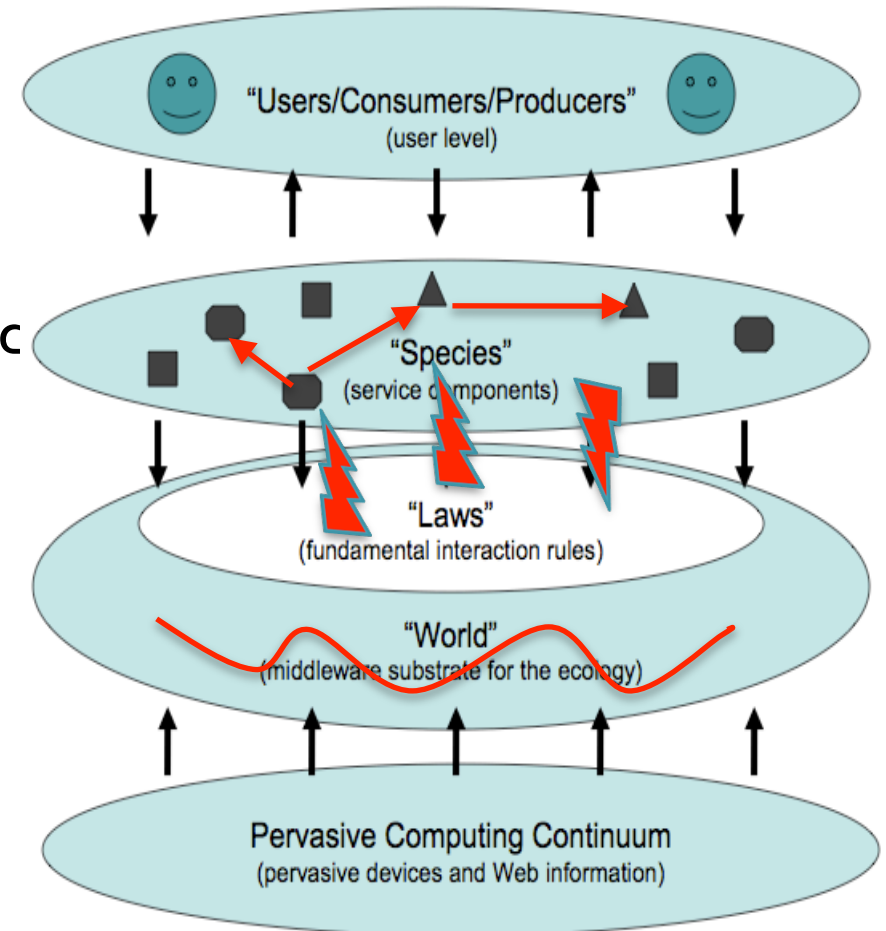 “Users/Consumers/Producers”
(user level)
c
“Species”
(service components)
“Laws”
(fundamental interaction rules)
“World”
(middleware substrate for the ecology)
Pervasive Computing Continuum
(pervasive devices and Web information)